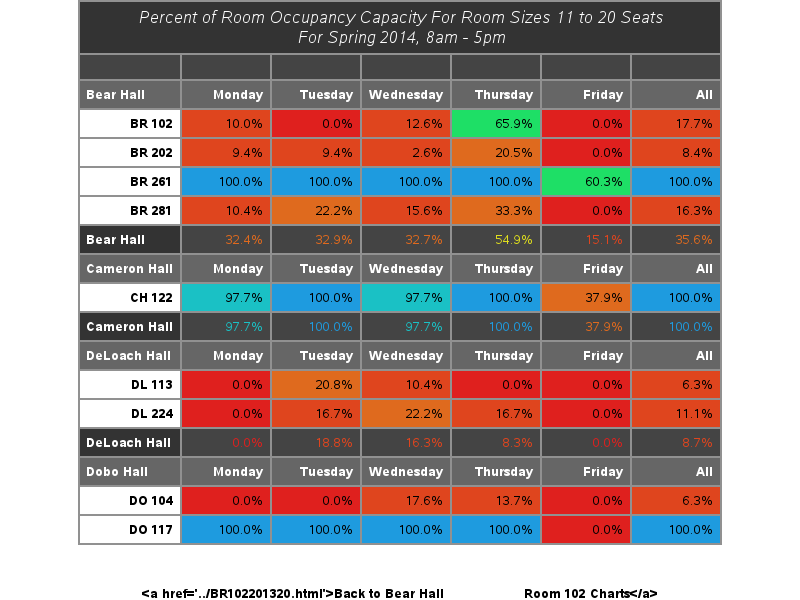 Percent of Room Occupancy Capacity For Room Sizes 11 to 20 Seats
For Spring 2014, 8am - 5pm
Bear Hall Monday Tuesday Wednesday Thursday Friday All
BR 102 10.0% 0.0% 12.6% 65.9% 0.0% 17.7%
BR 202 9.4% 9.4% 2.6% 20.5% 0.0% 8.4%
BR 261 100.0% 100.0% 100.0% 100.0% 60.3% 100.0%
BR 281 10.4% 22.2% 15.6% 33.3% 0.0% 16.3%
Bear Hall 32.4% 32.9% 32.7% 54.9% 15.1% 35.6%
Cameron Hall Monday Tuesday Wednesday Thursday Friday All
CH 122 97.7% 100.0% 97.7% 100.0% 37.9% 100.0%
Cameron Hall 97.7% 100.0% 97.7% 100.0% 37.9% 100.0%
DeLoach Hall Monday Tuesday Wednesday Thursday Friday All
DL 113 0.0% 20.8% 10.4% 0.0% 0.0% 6.3%
DL 224 0.0% 16.7% 22.2% 16.7% 0.0% 11.1%
DeLoach Hall 0.0% 18.8% 16.3% 8.3% 0.0% 8.7%
Dobo Hall Monday Tuesday Wednesday Thursday Friday All
DO 104 0.0% 0.0% 17.6% 13.7% 0.0% 6.3%
DO 117 100.0% 100.0% 100.0% 100.0% 0.0% 100.0%
<a href='../BR102201320.html'>Back to Bear Hall Room 102 Charts</a>